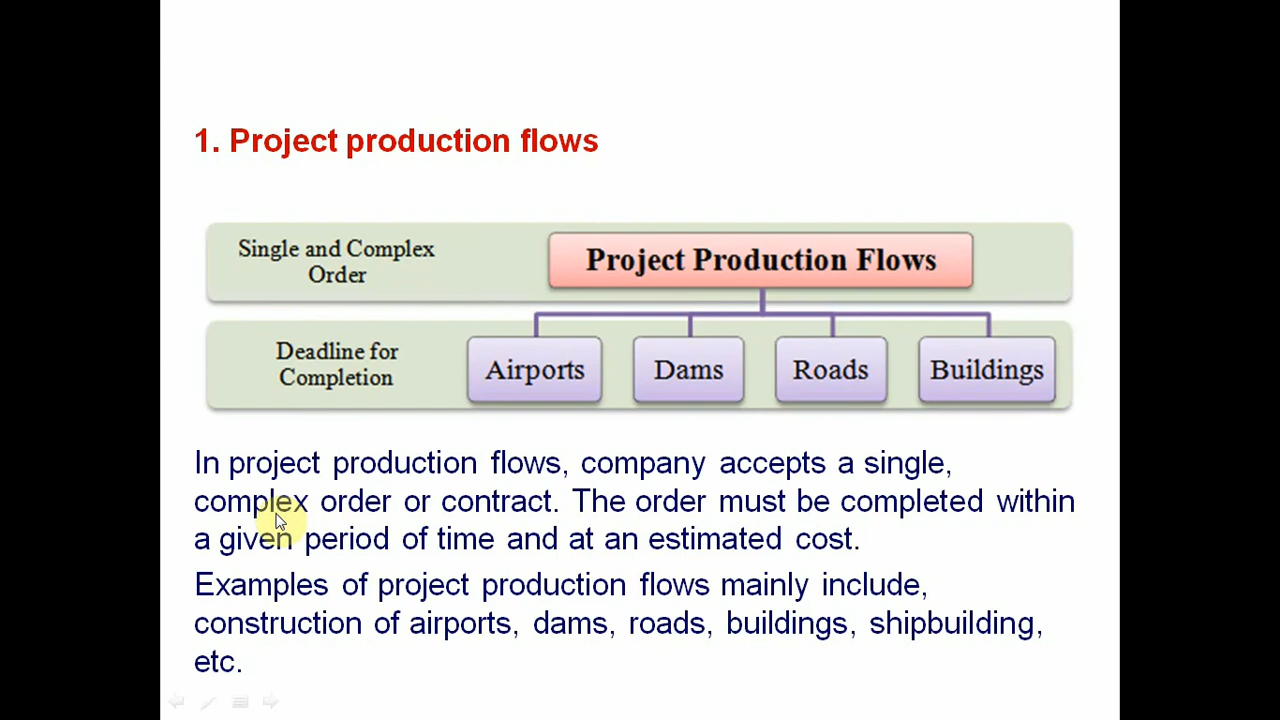 1. Project production flows
Single and Complex
Order
Project Production Flows
Deadline for
Completion
Airports
Dams
Roads
Buildings
In project production flows, company accepts a single,
complex order or contract. The order must be completed within
a given period of time and at an estimated cost.
Examples of project production flows mainly include,
construction of airports, dams, roads, buildings, shipbuilding,
etc.